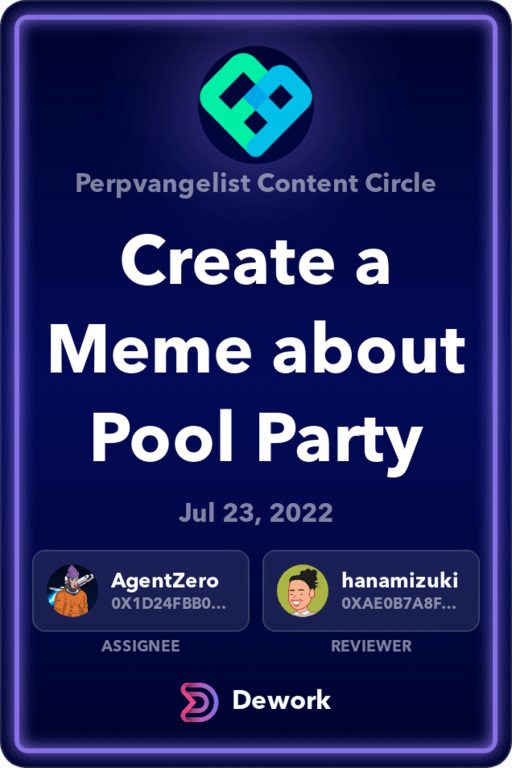 Perpvangelist Content Circle
Create a
Meme about
Pool Party
Jul 23, 2022
AgentZero
0X1D24FBB0...
ASSIGNEE
hanamizuki
0XAE0B7A8F...
REVIEWER
Dework